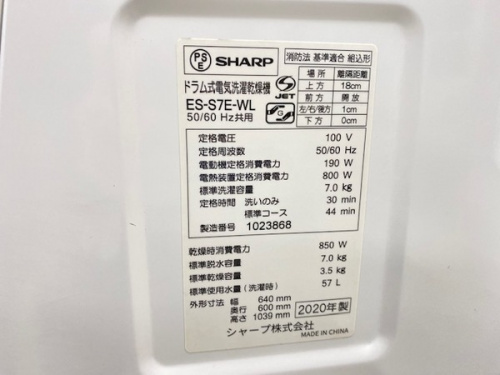 PS E SHARP
ドラム式電気洗濯乾燥機
ES-S7E-WL
50/60 Hz共用
S-JET
消防法 基準適合 組込形
場所 離隔距離
上方 18cm
前方 開放
左/右/後方 1cm
下方 0cm
定格電圧 100 V
定格周波数 50/60 Hz
電動機定格消費電力 190 W
電熱装置定格消費電力 800 W
標準洗濯容量 7.0 kg
定格時間 洗いのみ 30 min
標準コース 44 min
製造番号 1023868
乾燥時消費電力 850 W
標準脱水容量 7.0 kg
標準乾燥容量 3.5 kg
標準使用水量(洗濯時) 57 L
外形寸法 幅 640 mm
奥行 600 mm
高さ 1039 mm
2020年製
シャープ株式会社
MADE IN CHINA